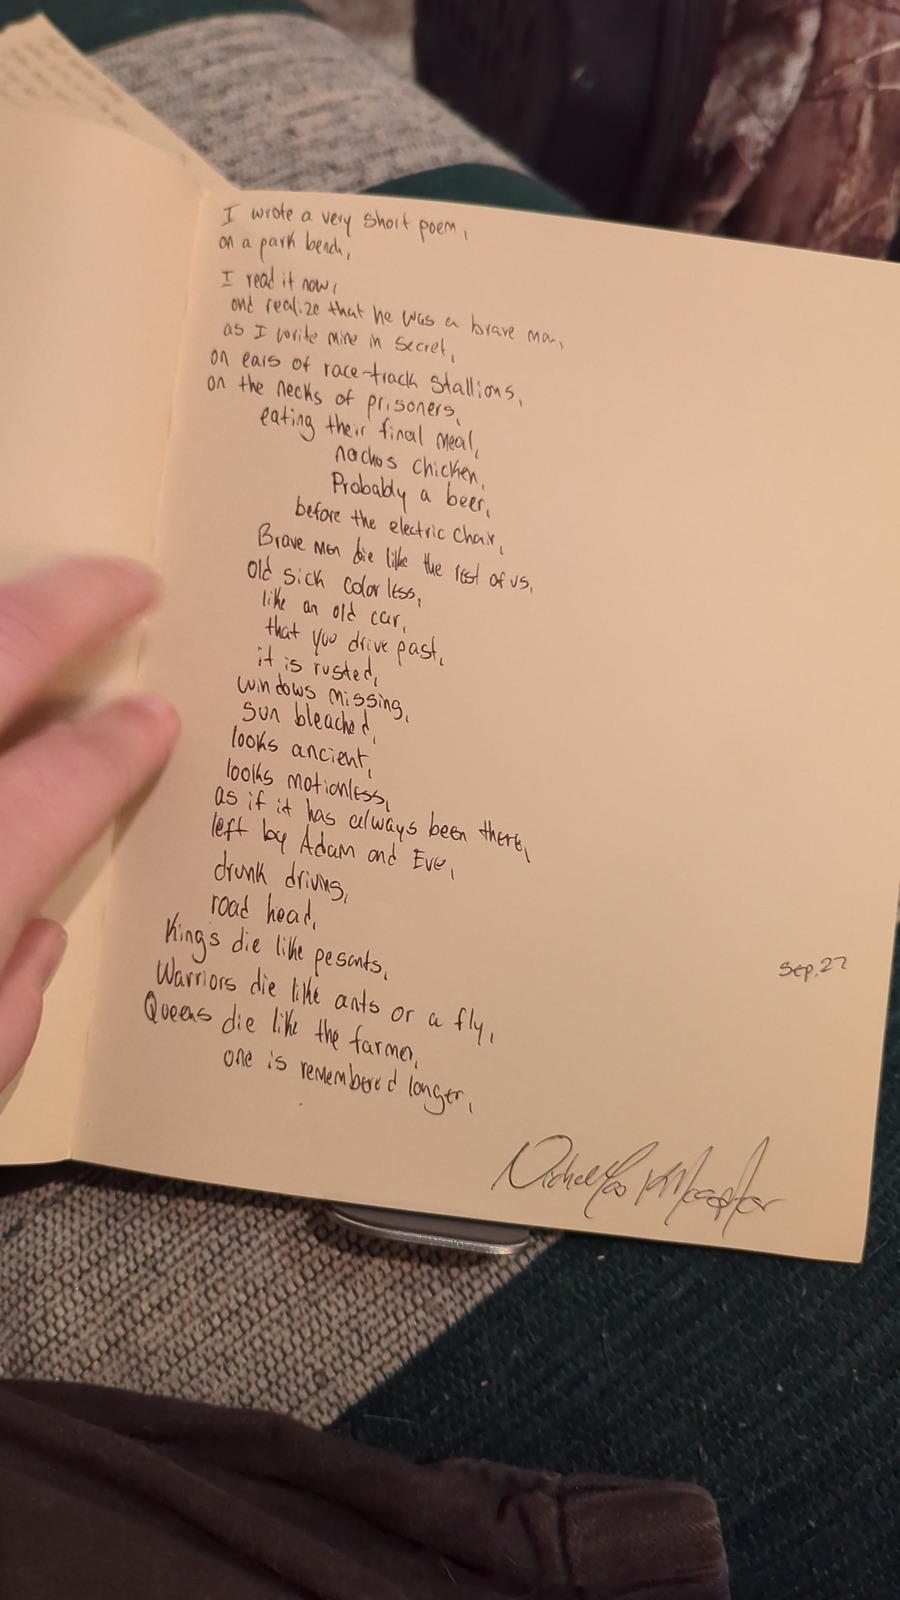 I wrote a very short poem,
on a park bench,
I read it now,
and realize that he was a brave man,
as I write mine in secret,
on ears of race-track stallions,
on the necks of prisoners,
eating their final meal,
nachos chicken,
Probably a beer,
before the electric chair,
Brave men die like the rest of us,
Old sick colorless,
like an old car,
that you drive past,
it is rusted,
windows missing,
sun bleached,
looks ancient,
looks motionless,
as if it has always been there,
left by Adam and Eve,
drunk driving,
road head,
Kings die like pesants,
Warriors die like ants or a fly,
Queens die like the farmer,
one is remembered longer,
Sep. 27